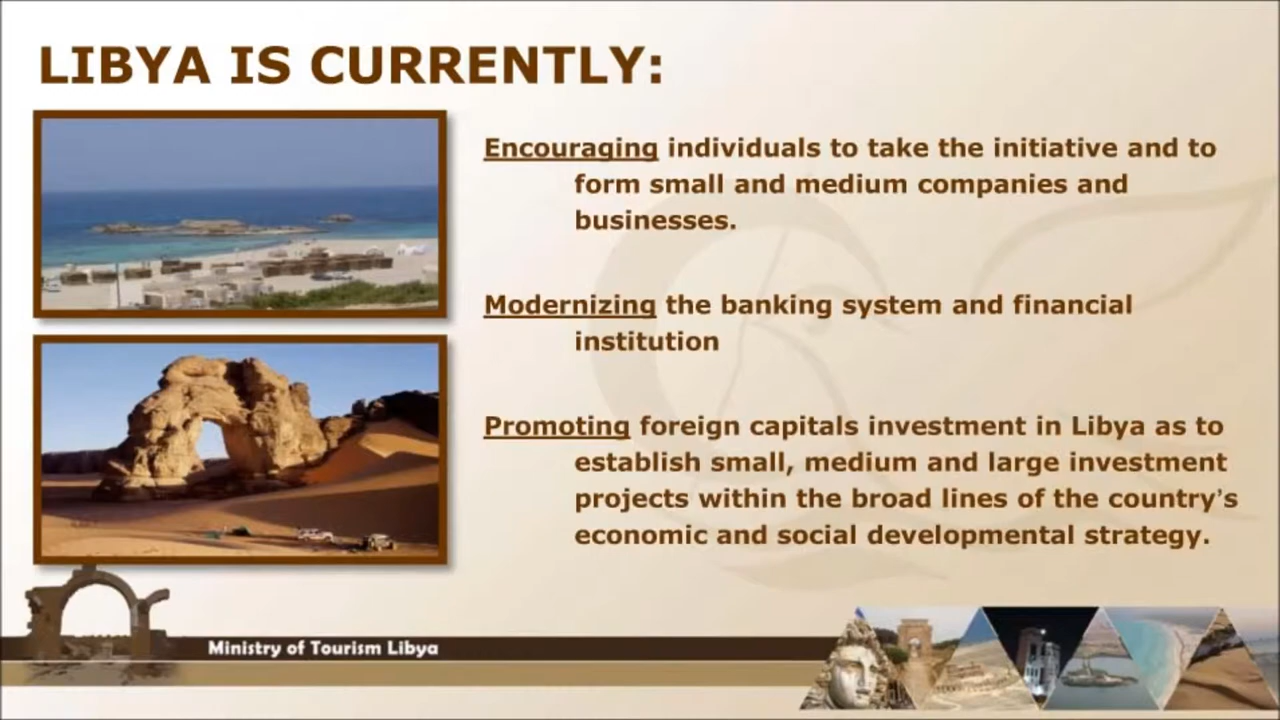 LIBYA IS CURRENTLY:
Encouraging individuals to take the initiative and to
form small and medium companies and
businesses.
Modernizing the banking system and financial
institution
Promoting foreign capitals investment in Libya as to
establish small, medium and large investment
projects within the broad lines of the country’s
economic and social developmental strategy.
Ministry of Tourism Libya